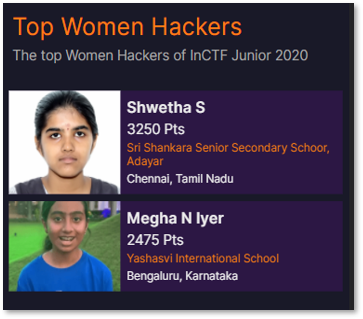 Top Women Hackers
The top Women Hackers of InCTF Junior 2020
Shwetha S
3250 Pts
Sri Shankara Senior Secondary Schoor,
Adayar
Chennai, Tamil Nadu
Megha N Iyer
2475 Pts
Yashasvi International School
Bengaluru, Karnataka